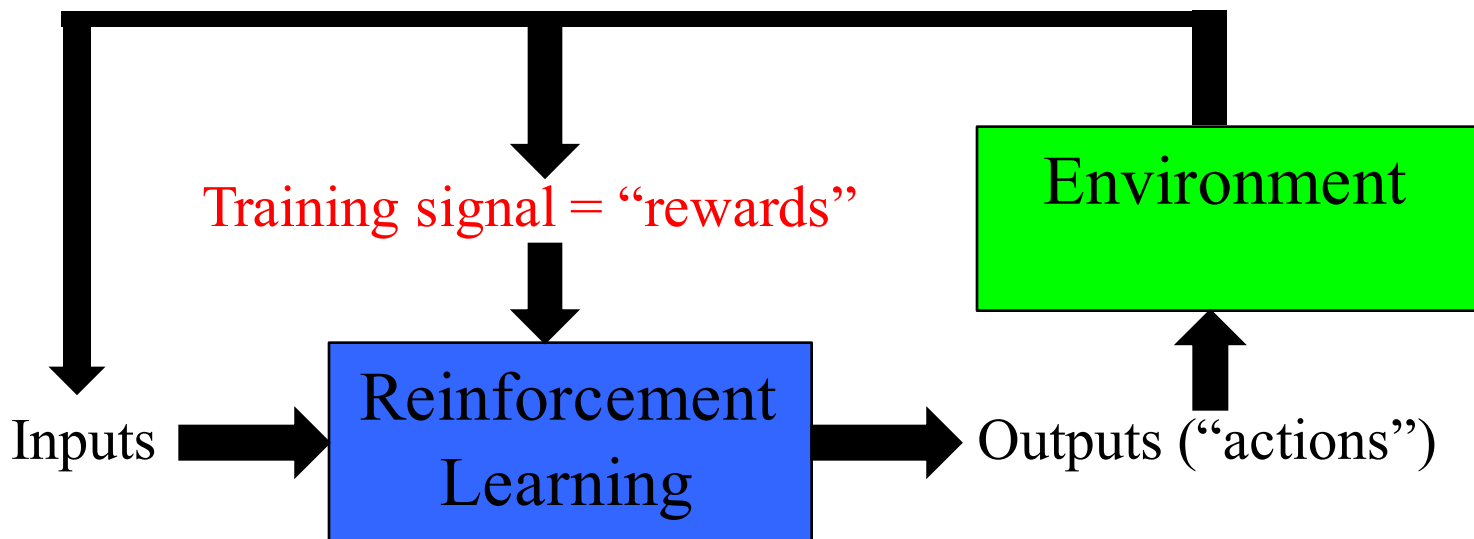 Environment
Training signal = “rewards”
Reinforcement
Learning
Inputs
Outputs (“actions”)